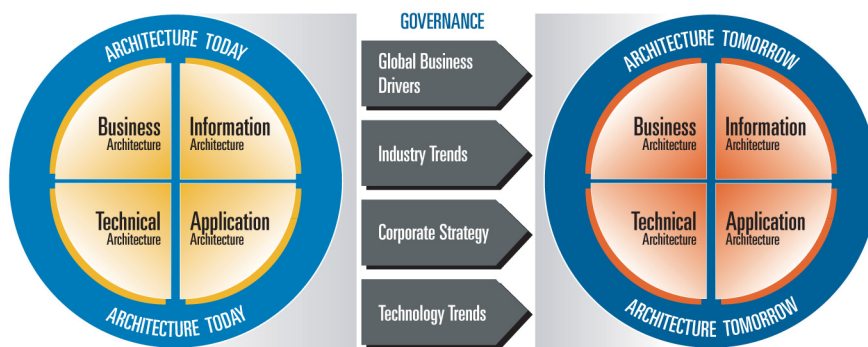 ARCHITECTURE TODAY
Business
Architecture
Information
Architecture
Technical
Architecture
Application
Architecture
ARCHITECTURE TODAY
GOVERNANCE
Global Business
Drivers
Industry Trends
Corporate Strategy
Technology Trends
ARCHITECTURE TOMORROW
Business
Architecture
Information
Architecture
Technical
Architecture
Application
Architecture
ARCHITECTURE TOMORROW